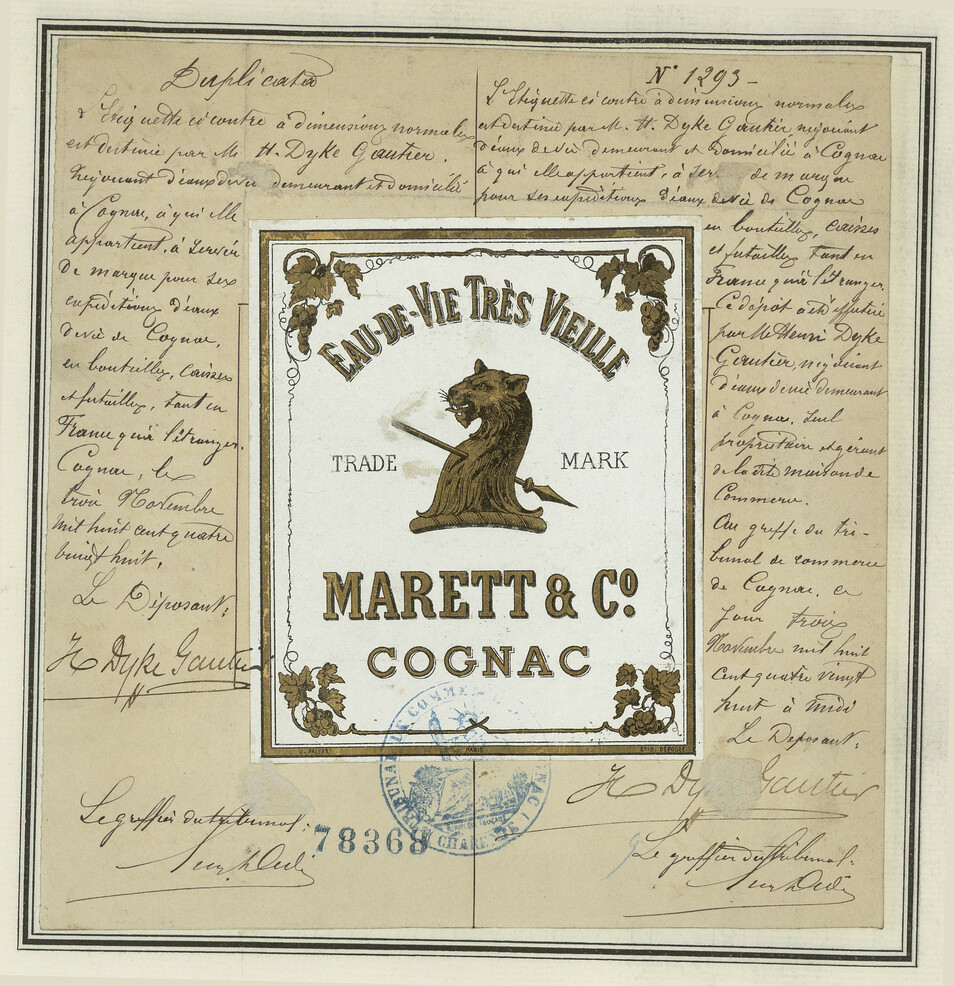 Duplicata
L'Etiquette ci contre à dimensions normales
est destinée par M. H. Dyke Gautier,
négociant d'eaux de vie demeurant et domicilié
à Cognac, à qui elle
appartient, à servir
de marque pour ses
expéditions d'eaux
de vie de Cognac,
en bouteilles, caisses
et futailles, tant en
France qu'à l'étranger.
Cognac, le
trois Novembre
mil huit cent quatre
vingt huit.
Le Déposant:
H Dyke Gautier
Le greffier du tribunal:
N° 1293-
L'Etiquette ci contre à dimensions normales
est destinée par M. H. Dyke Gautier, négociant
d'eaux de vie demeurant et domicilié à Cognac
à qui elle appartient, à ser de marque
pour ses expéditions d'eaux de vie de Cognac
en bouteilles, caisses
et futailles tant en
France qu'à l'étranger
Ce dépôt a été effectué
par M. Henri Dyke
Gautier, négociant
d'eaux de vie demeurant
à Cognac, seul
propriétaire et gérant
de la dite maison de
Commerce.
Au greffe du tri-
bunal de commerce
de Cognac, ce
jour trois
Novembre mil huit
cent quatre vingt
huit à midi
Le Déposant:
H Dyke Gautier
Le greffier du tribunal:
EAU-DE-VIE TRÈS VIEILLE
TRADE MARK
MARETT & Cº
COGNAC
PARIS
78368